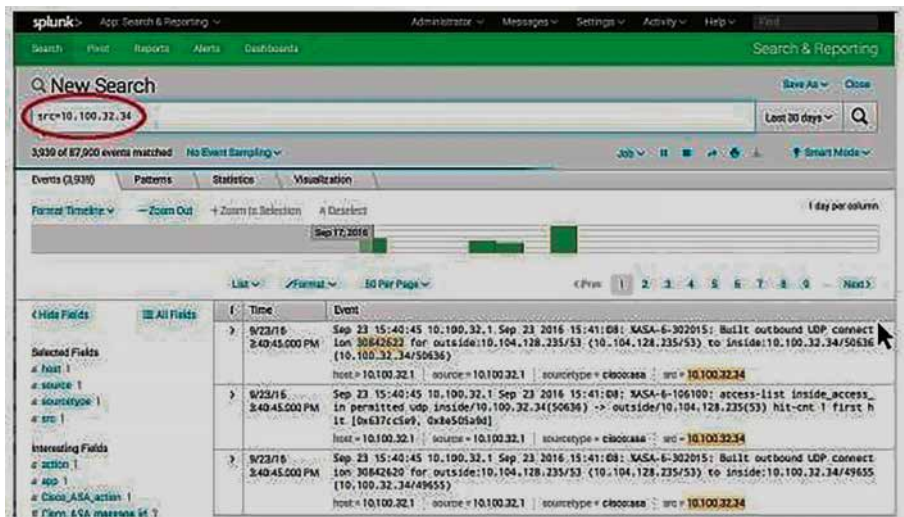 splunk> App: Search & Reporting Administrator Messages Settings Activity Help Find
Search Pivot Reports Alerts Dashboards Search & Reporting
New Search Save As Close
src=10.100.32.34 Last 30 days
3,939 of 87,900 events matched No Event Sampling Job Smart Mode
Events (3,939) Patterns Statistics Visualization
Format Timeline — Zoom Out + Zoom to Selection × Deselect 1 day per column
Sep 17, 2016
List Format 50 Per Page < Prev 1 2 3 4 5 6 7 8 9 ... Next >
< Hide Fields All Fields i Time Event
Selected Fields
a host 1
a source 1
a sourcetype 1
a src 1
Interesting Fields
a action 1
a app 1
a Cisco_ASA_action 1
# Cisco_ASA_message_id 2
> 9/23/16 3:40:45.000 PM
Sep 23 15:40:45 10.100.32.1 Sep 23 2016 15:41:08: %ASA-6-302015: Built outbound UDP connect
ion 30842622 for outside:10.104.128.235/53 (10.104.128.235/53) to inside:10.100.32.34/50636
(10.100.32.34/50636)
host = 10.100.32.1 source = 10.100.32.1 sourcetype = cisco:asa src = 10.100.32.34
> 9/23/16 3:40:45.000 PM
Sep 23 15:40:45 10.100.32.1 Sep 23 2016 15:41:08: %ASA-6-106100: access-list inside_access_
in permitted udp inside/10.100.32.34(50636) -> outside/10.104.128.235(53) hit-cnt 1 first h
it
host = 10.100.32.1 source = 10.100.32.1 sourcetype = cisco:asa src = 10.100.32.34
> 9/23/16 3:40:45.000 PM
Sep 23 15:40:45 10.100.32.1 Sep 23 2016 15:41:08: %ASA-6-302015: Built outbound UDP connect
ion 30842620 for outside:10.104.128.235/53 (10.104.128.235/53) to inside:10.100.32.34/49655
(10.100.32.34/49655)
host = 10.100.32.1 source = 10.100.32.1 sourcetype = cisco:asa src = 10.100.32.34